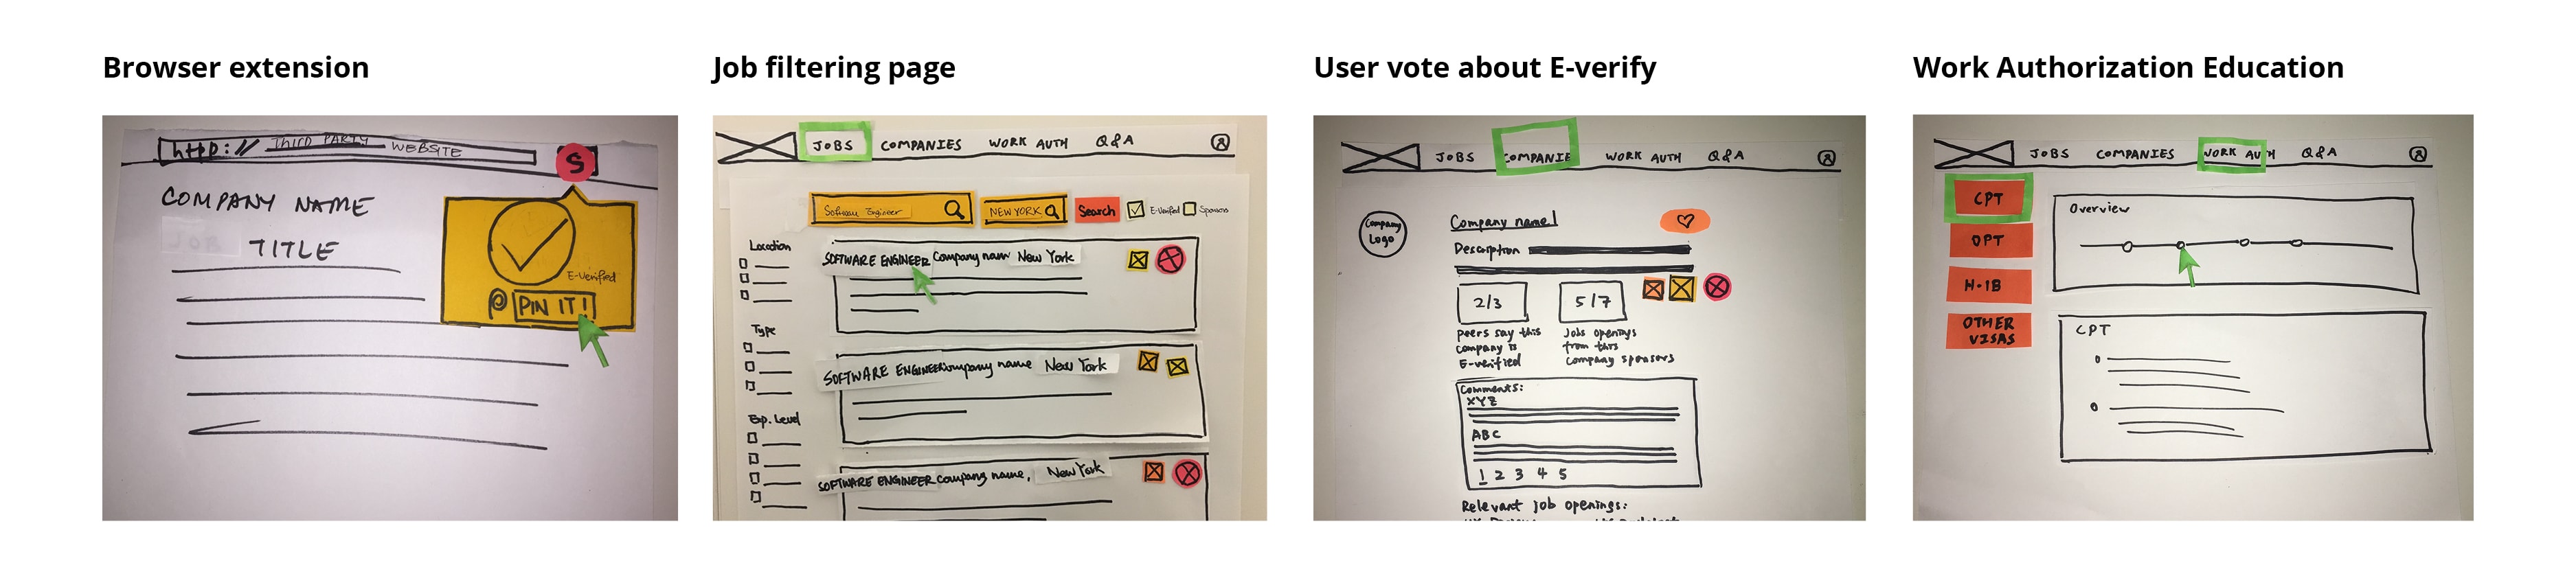 Browser extension
http:// THIRD PARTY WEBSITE
S
COMPANY NAME
JOB TITLE
E-Verified
PIN IT!
Job filtering page
JOBS COMPANIES WORK AUTH Q&A
Software Engineer NEW YORK Search E-Verified Sponsors
Location
SOFTWARE ENGINEER Company nam New York
Type
SOFTWARE ENGINEER company name New York
Exp. Level
SOFTWARE ENGINEER company name, New York
User vote about E-verify
JOBS COMPANIE WORK AUTH Q&A
Company Logo
Company name
Description
2/3
peers say this
company is
E-verified
5/7
Jobs openings
from this
company sponsors
Comments:
XYZ
ABC
1 2 3 4 5
Relevant job openings:
Work Authorization Education
JOBS COMPANIES WORK AUTH Q&A
CPT
OPT
H-1B
OTHER
VISAS
Overview
CPT